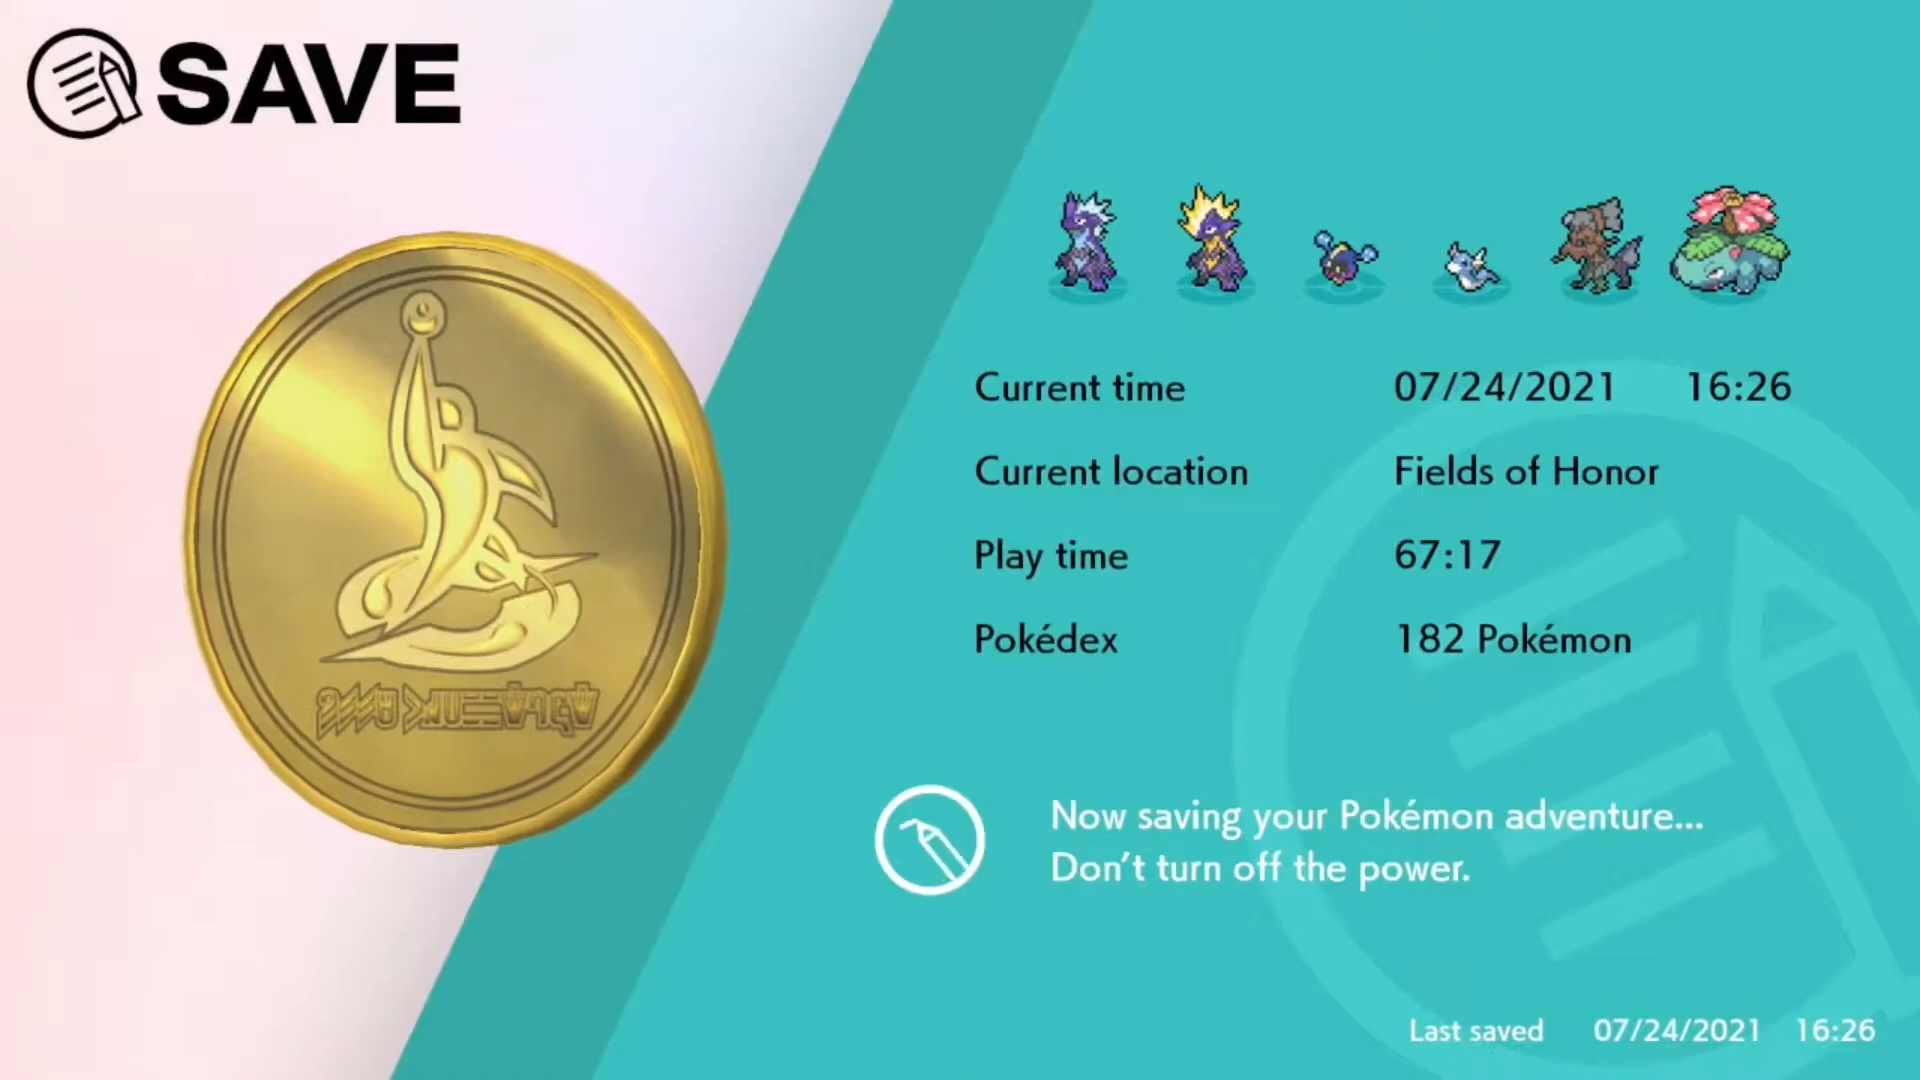 SAVE
Current time 07/24/2021 16:26
Current location Fields of Honor
Play time 67:17
Pokédex 182 Pokémon
Now saving your Pokémon adventure...
Don't turn off the power.
Last saved 07/24/2021 16:26